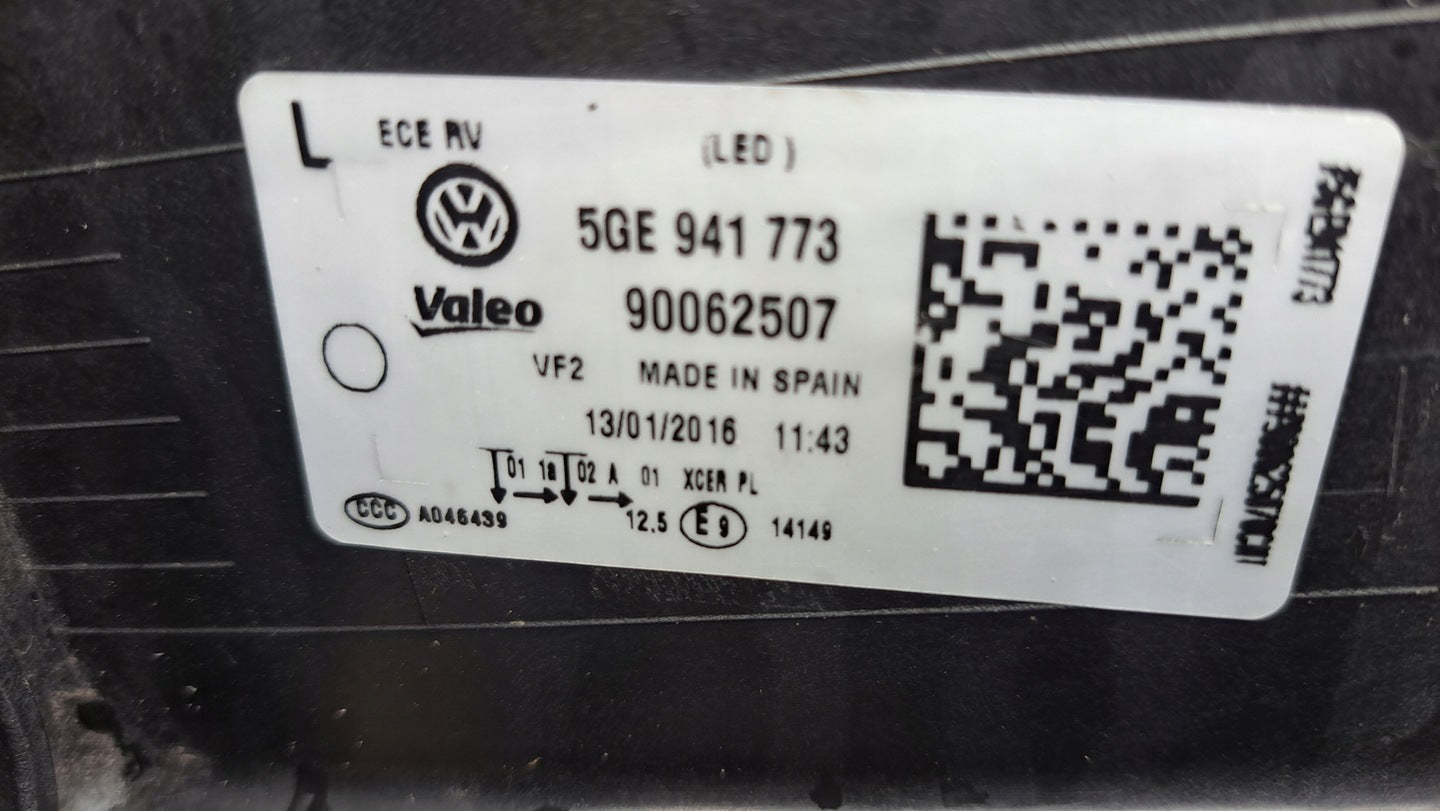 L ECE RV (LED )
5GE 941 773
Valeo 90062507
VF2 MADE IN SPAIN
13/01/2016 11:43
01 1a 02 A 01 XCER PL
CCC A046439 12.5 E 9 14149